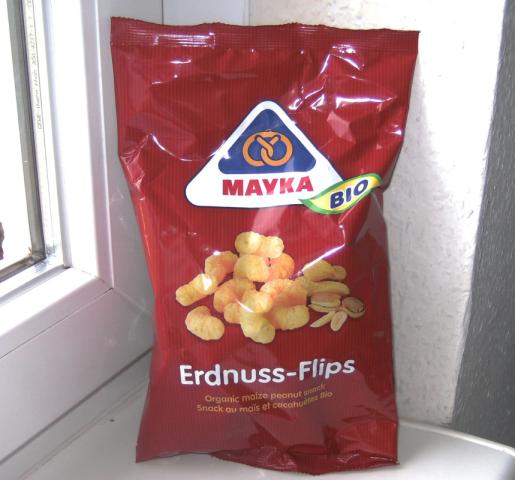 MAYKA
BIO
Erdnuss-Flips
Organic maize peanut snack
Snack au maïs et cacahuètes Bio